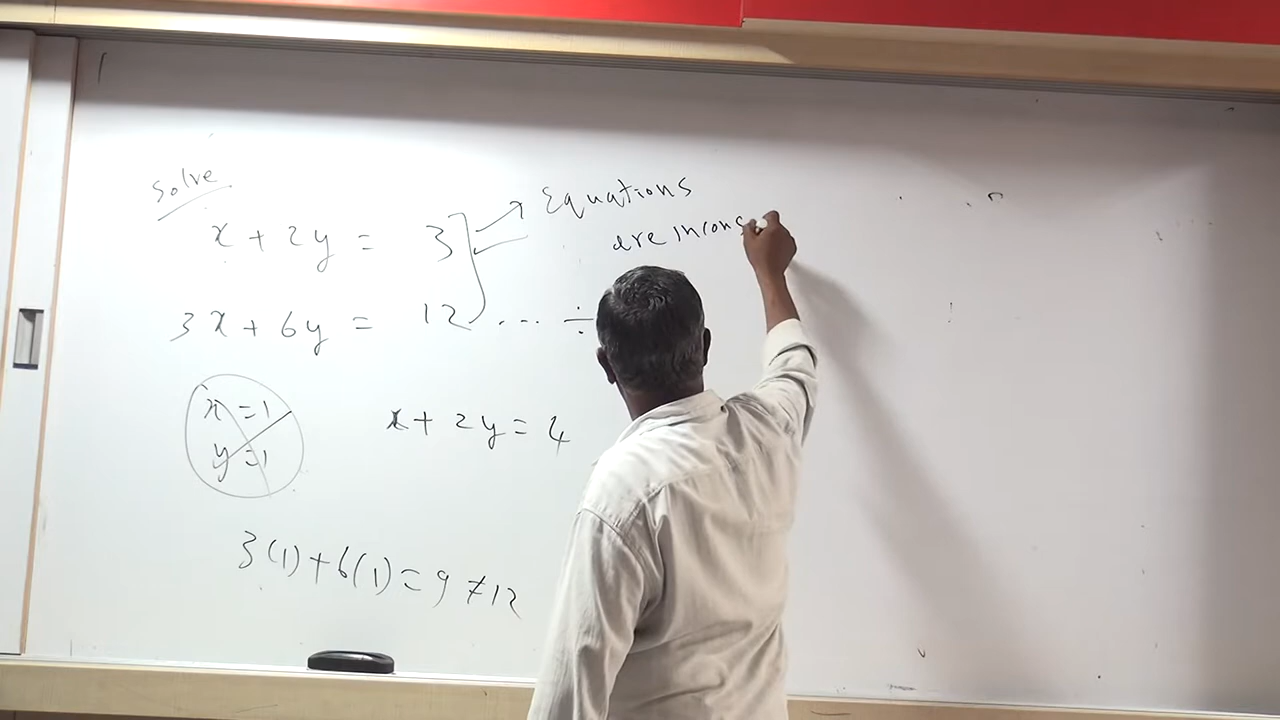 Solve
x + 2y = 3
Equations
are incons
3x + 6y = 12 ... ÷
x = 1
y = 1
x + 2y = 4
3(1) + 6(1) = 9 ≠ 12